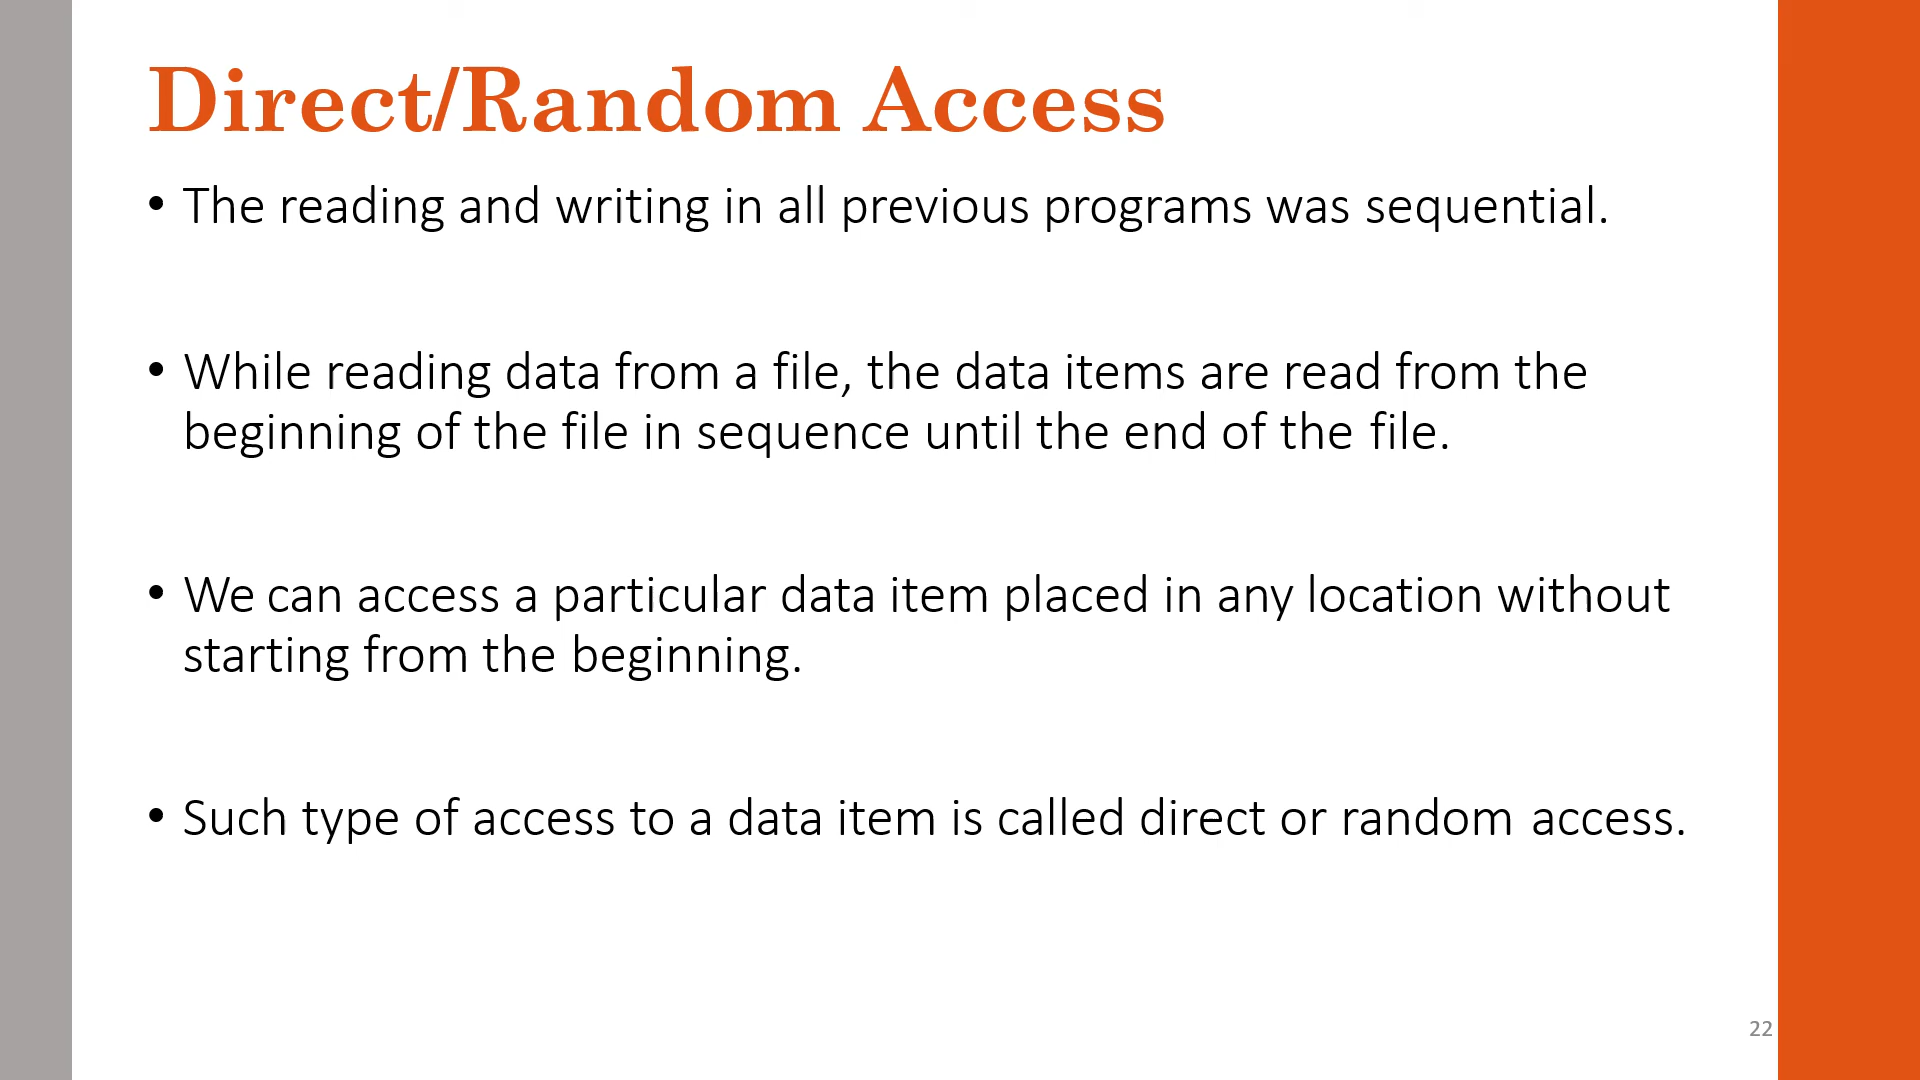 Direct/Random Access
• The reading and writing in all previous programs was sequential.
• While reading data from a file, the data items are read from the
beginning of the file in sequence until the end of the file.
• We can access a particular data item placed in any location without
starting from the beginning.
• Such type of access to a data item is called direct or random access.
22